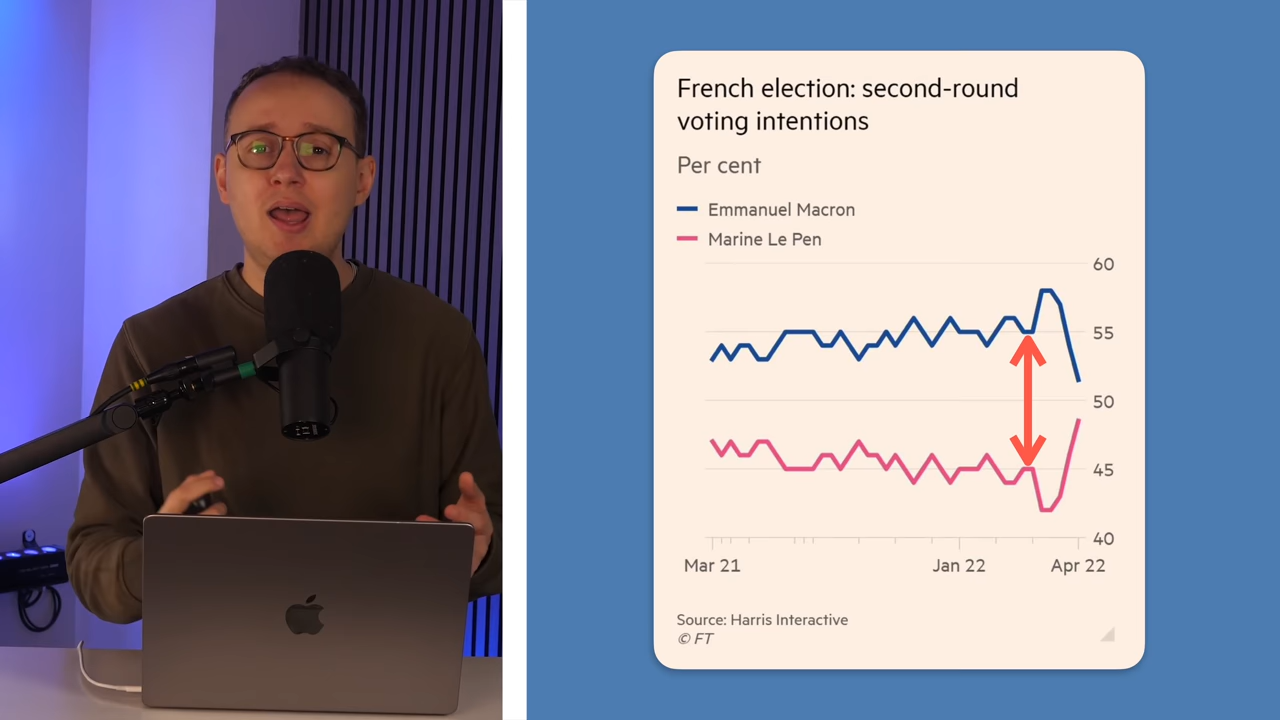 French election: second-round
voting intentions
Per cent
Emmanuel Macron
Marine Le Pen
60
55
50
45
40
Mar 21
Jan 22
Apr 22
Source: Harris Interactive
© FT